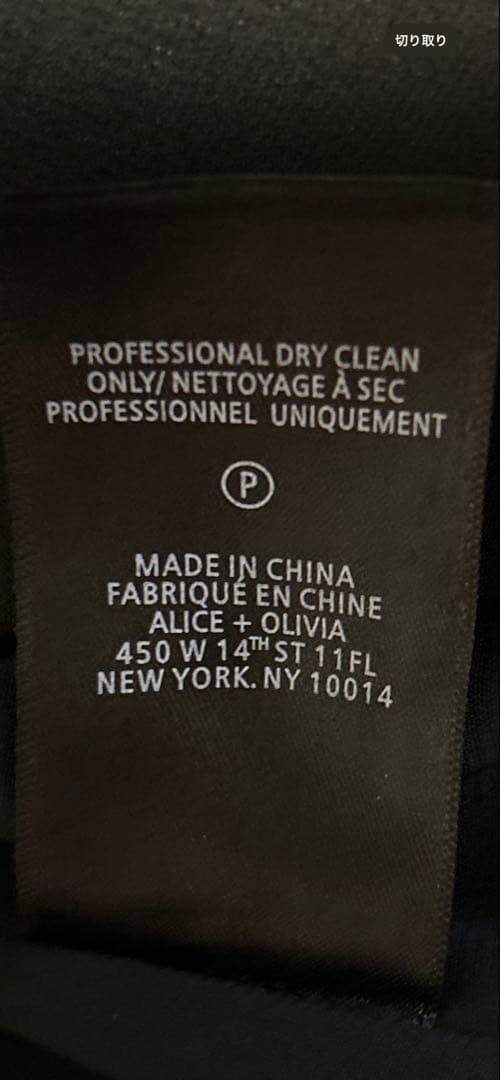 切り取り
PROFESSIONAL DRY CLEAN
ONLY/ NETTOYAGE À SEC
PROFESSIONNEL UNIQUEMENT
P
MADE IN CHINA
FABRIQUÉ EN CHINE
ALICE + OLIVIA
450 W 14TH ST 11FL
NEW YORK. NY 10014